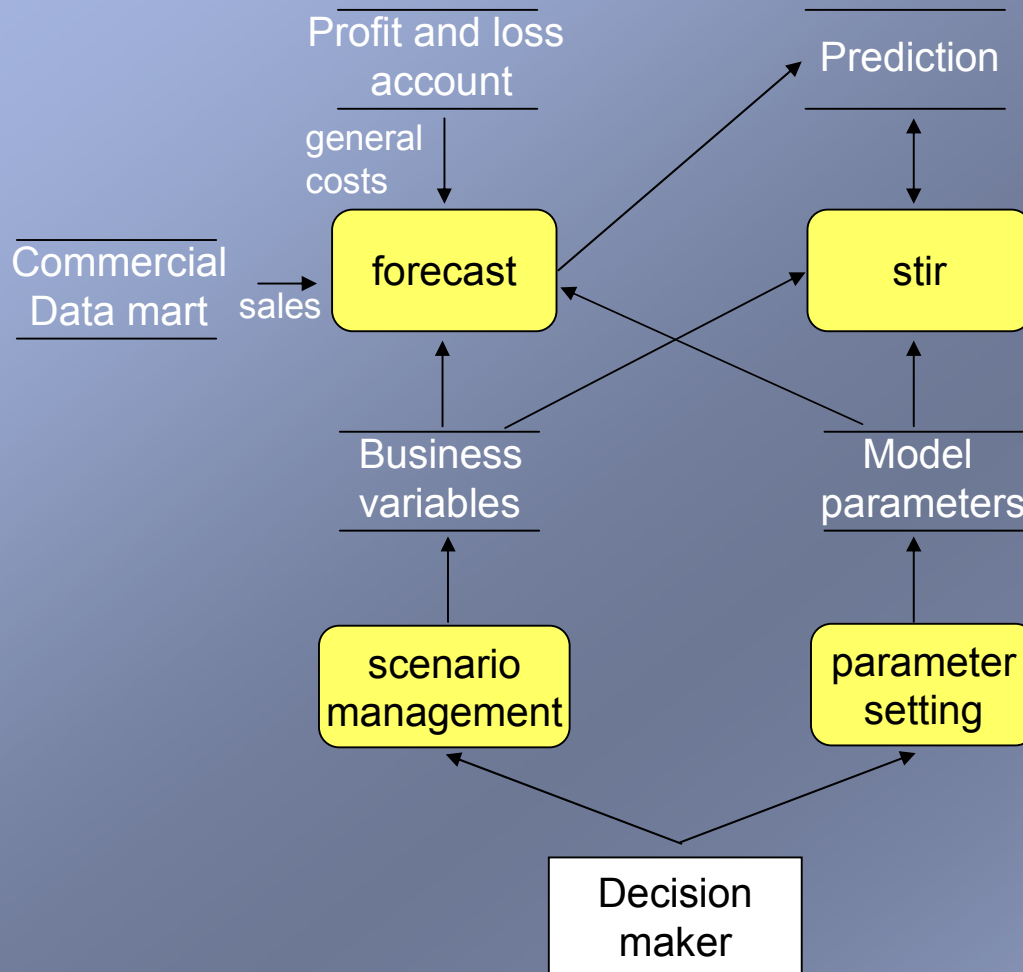 Profit and loss
account
Prediction
general
costs
Commercial
Data mart
sales
forecast
stir
Business
variables
Model
parameters
scenario
management
parameter
setting
Decision
maker